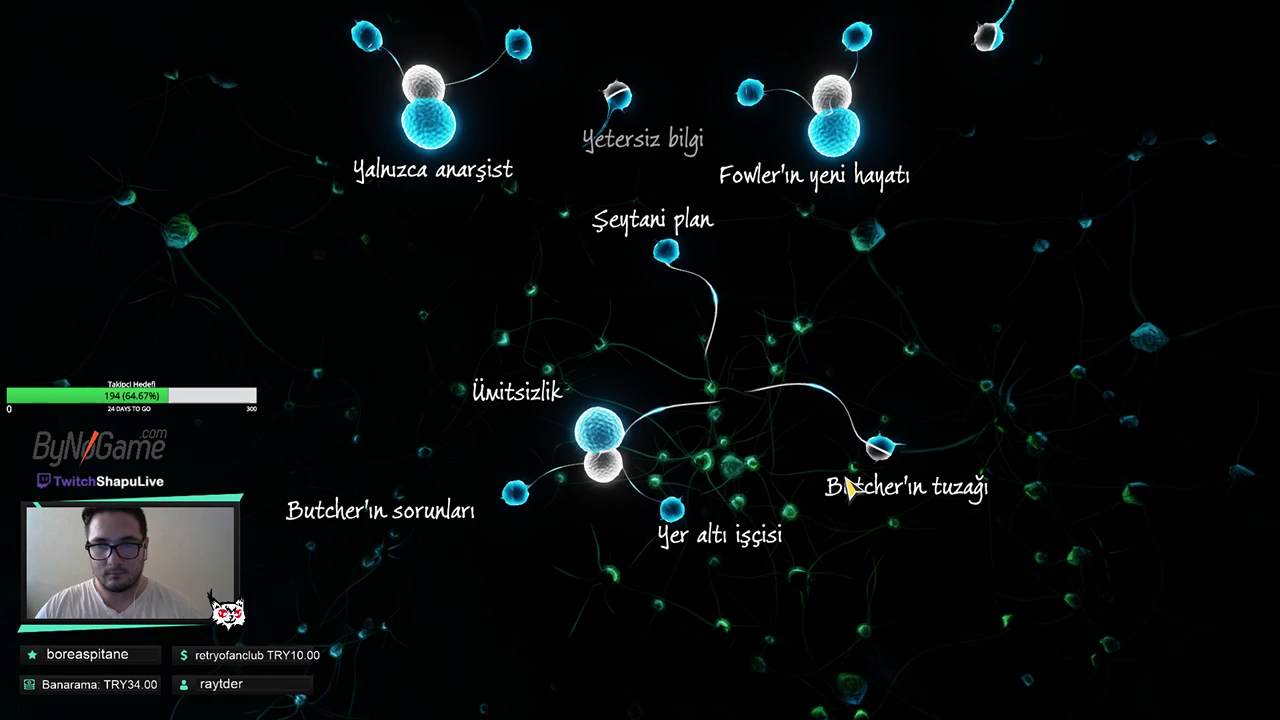 Yetersiz bilgi
Yalnızca anarşist
Fowler'ın yeni hayatı
Şeytani plan
Ümitsizlik
Butcher'ın tuzağı
Butcher'ın sorunları
Yer altı işçisi
Takipçi Hedefi
194 (64.67%)
0
24 DAYS TO GO
300
ByNoGame.com
TwitchShapuLive
boreaspitane
retryofanclub TRY10.00
Banarama: TRY34.00
raytder